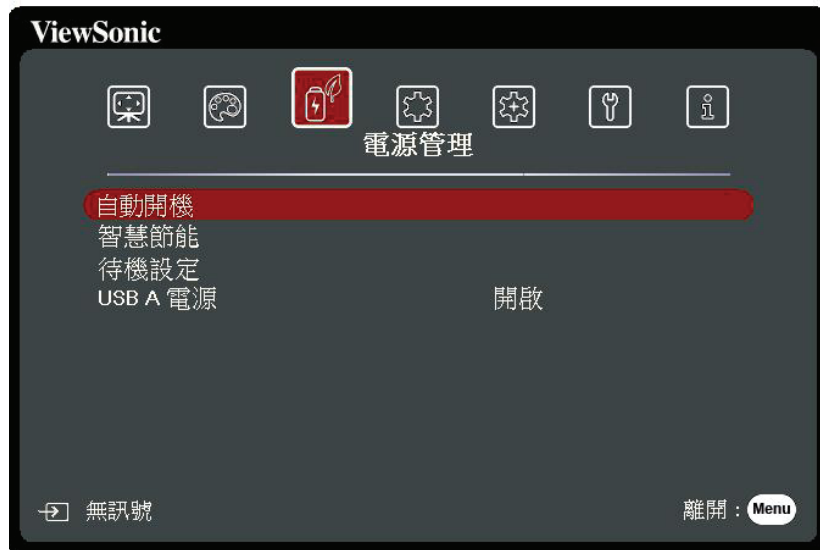 ViewSonic
電源管理
自動開機
智慧節能
待機設定
USB A 電源 開啟
無訊號 離開：Menu